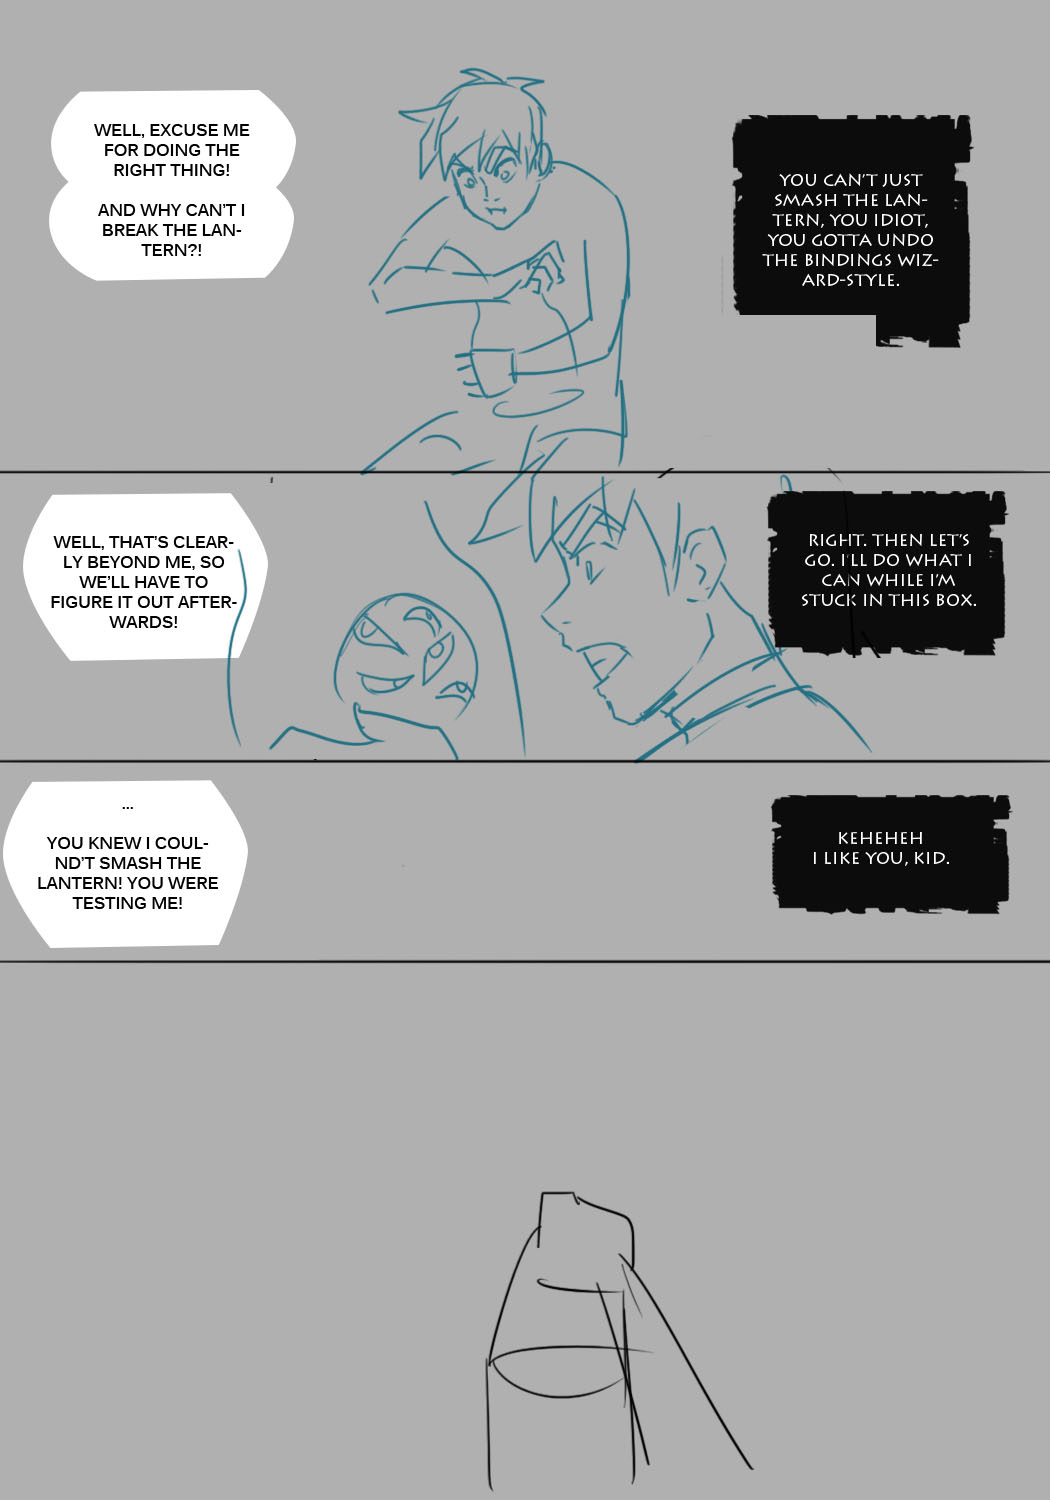 WELL, EXCUSE ME
FOR DOING THE
RIGHT THING!
AND WHY CAN'T I
BREAK THE LAN-
TERN?!
YOU CAN'T JUST
SMASH THE LAN-
TERN, YOU IDIOT,
YOU GOTTA UNDO
THE BINDINGS WIZ-
ARD-STYLE.
WELL, THAT'S CLEAR-
LY BEYOND ME, SO
WE'LL HAVE TO
FIGURE IT OUT AFTER-
WARDS!
RIGHT. THEN LET'S
GO. I'LL DO WHAT I
CAN WHILE I'M
STUCK IN THIS BOX.
...
YOU KNEW I COUL-
ND'T SMASH THE
LANTERN! YOU WERE
TESTING ME!
KEHEHEH
I LIKE YOU, KID.